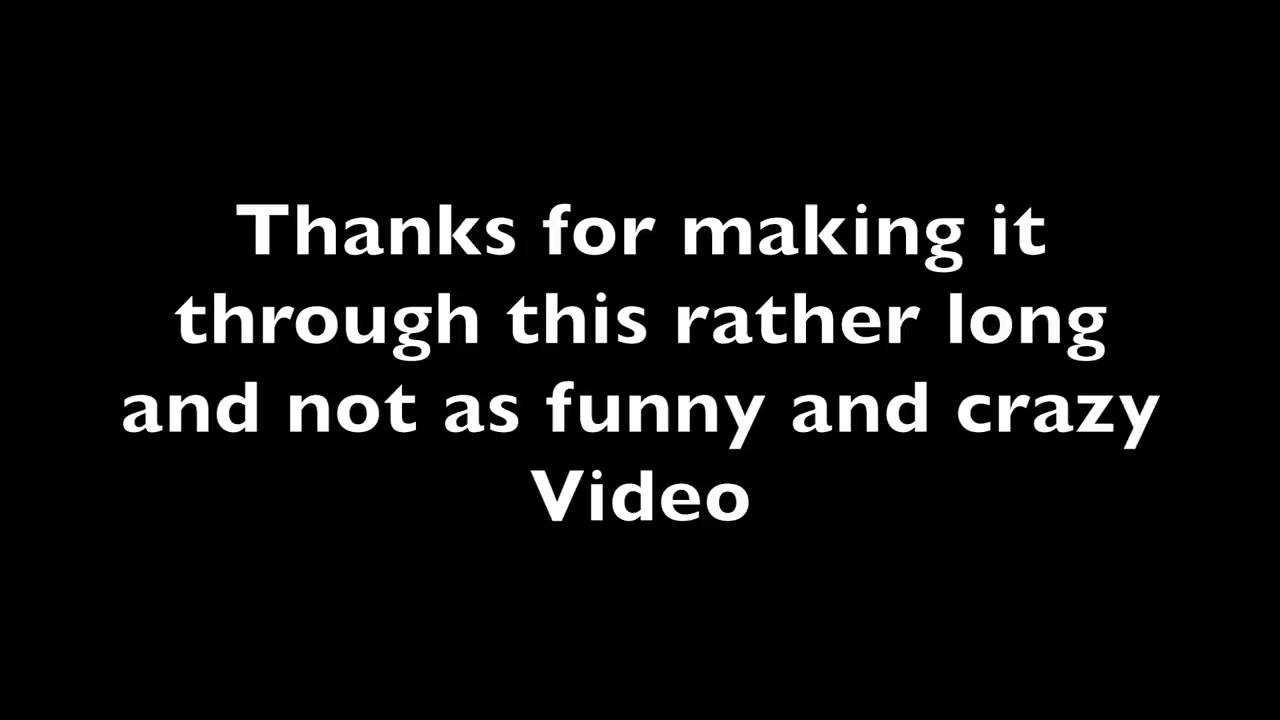 Thanks for making it
through this rather long
and not as funny and crazy
Video